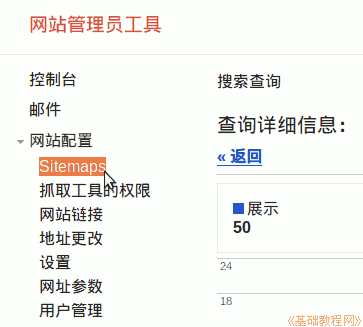 网站管理员工具
控制台
邮件
网站配置
Sitemaps
抓取工具的权限
网站链接
地址更改
设置
网址参数
用户管理
搜索查询
查询详细信息：
« 返回
展示
50
24
18
《基础教程网》